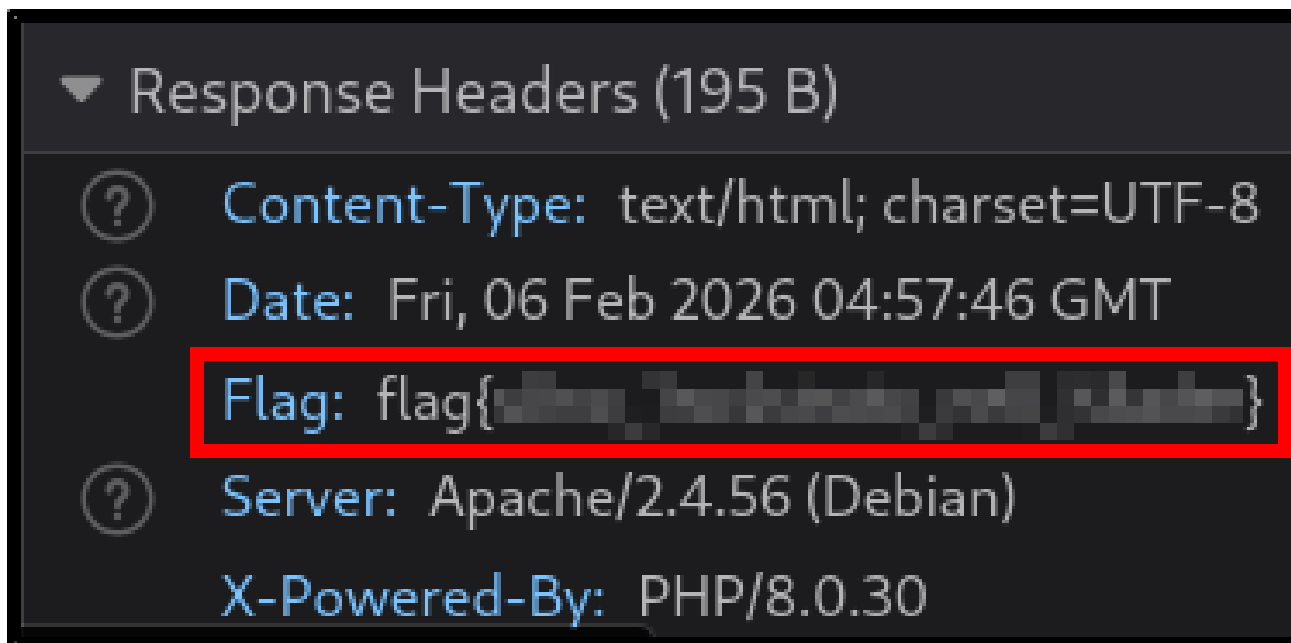 Response Headers (195 B)
Content-Type: text/html; charset=UTF-8
Date: Fri, 06 Feb 2026 04:57:46 GMT
Flag: flag{}
Server: Apache/2.4.56 (Debian)
X-Powered-By: PHP/8.0.30